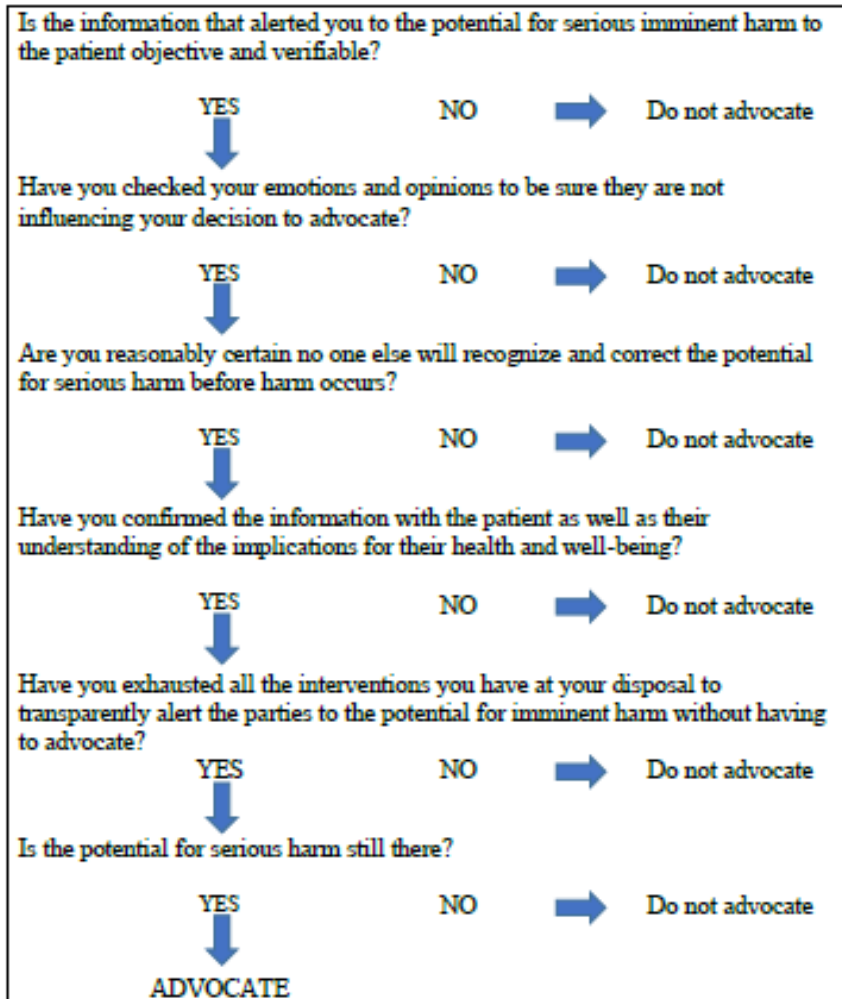 Is the information that alerted you to the potential for serious imminent harm to
the patient objective and verifiable?
YES NO Do not advocate
Have you checked your emotions and opinions to be sure they are not
influencing your decision to advocate?
YES NO Do not advocate
Are you reasonably certain no one else will recognize and correct the potential
for serious harm before harm occurs?
YES NO Do not advocate
Have you confirmed the information with the patient as well as their
understanding of the implications for their health and well-being?
YES NO Do not advocate
Have you exhausted all the interventions you have at your disposal to
transparently alert the parties to the potential for imminent harm without having
to advocate?
YES NO Do not advocate
Is the potential for serious harm still there?
YES NO Do not advocate
ADVOCATE